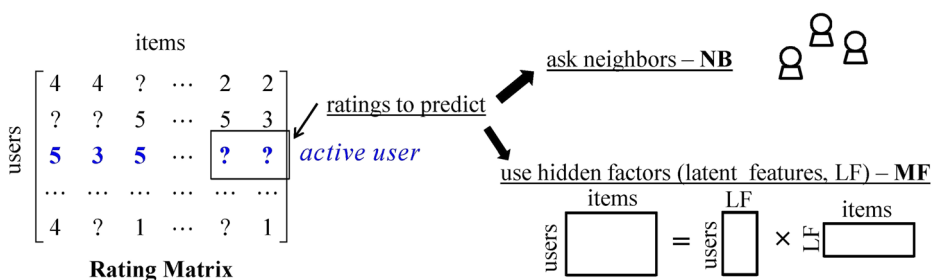 items
users
4 4 ? ··· 2 2
? ? 5 ··· 5 3
5 3 5 ··· ? ?
··· ··· ··· ··· ··· ···
4 ? 1 ··· ? 1
active user
Rating Matrix
ratings to predict
ask neighbors – NB
use hidden factors (latent features, LF) – MF
items
users
=
LF
users
×
items
LF